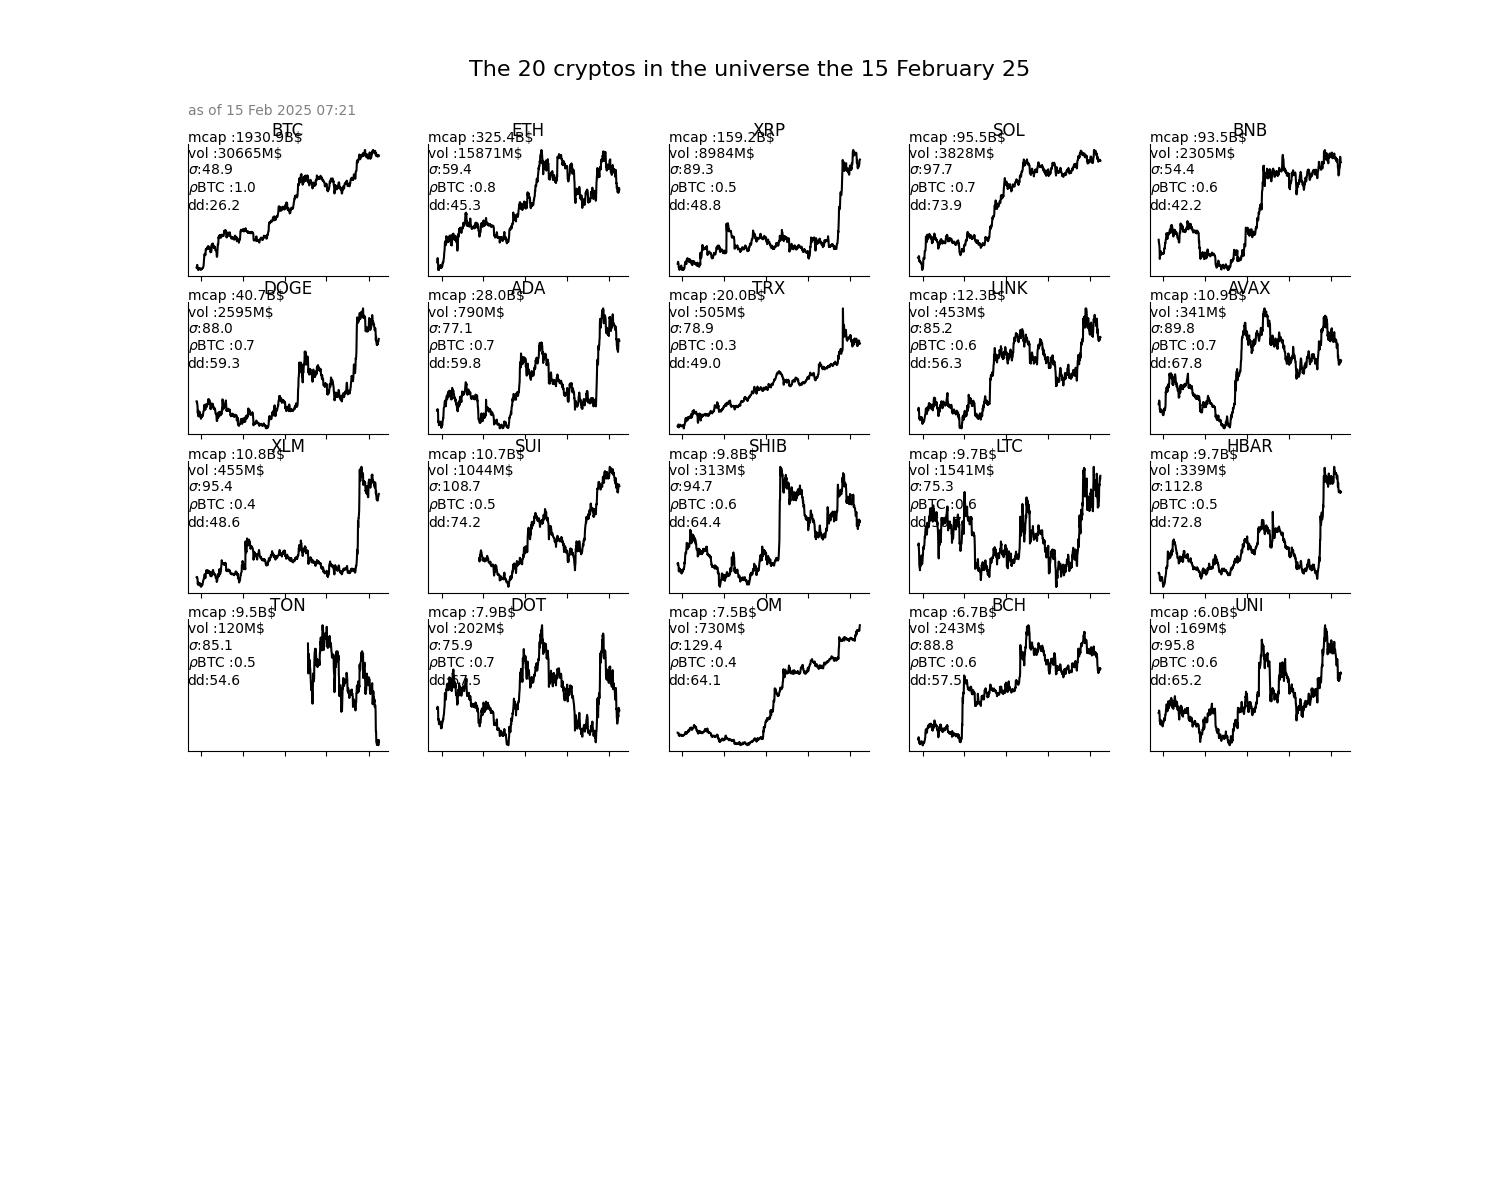 The 20 cryptos in the universe the 15 February 25
as of 15 Feb 2025 07:21
BTC
mcap :1930.9B$
vol :30665M$
σ:48.9
ρBTC :1.0
dd:26.2
ETH
mcap :325.4B$
vol :15871M$
σ:59.4
ρBTC :0.8
dd:45.3
XRP
mcap :159.2B$
vol :8984M$
σ:89.3
ρBTC :0.5
dd:48.8
SOL
mcap :95.5B$
vol :3828M$
σ:97.7
ρBTC :0.7
dd:73.9
BNB
mcap :93.5B$
vol :2305M$
σ:54.4
ρBTC :0.6
dd:42.2
DOGE
mcap :40.7B$
vol :2595M$
σ:88.0
ρBTC :0.7
dd:59.3
ADA
mcap :28.0B$
vol :790M$
σ:77.1
ρBTC :0.7
dd:59.8
TRX
mcap :20.0B$
vol :505M$
σ:78.9
ρBTC :0.3
dd:49.0
LINK
mcap :12.3B$
vol :453M$
σ:85.2
ρBTC :0.6
dd:56.3
AVAX
mcap :10.9B$
vol :341M$
σ:89.8
ρBTC :0.7
dd:67.8
XLM
mcap :10.8B$
vol :455M$
σ:95.4
ρBTC :0.4
dd:48.6
SUI
mcap :10.7B$
vol :1044M$
σ:108.7
ρBTC :0.5
dd:74.2
SHIB
mcap :9.8B$
vol :313M$
σ:94.7
ρBTC :0.6
dd:64.4
LTC
mcap :9.7B$
vol :1541M$
σ:75.3
ρBTC :0.6
HBAR
mcap :9.7B$
vol :339M$
σ:112.8
ρBTC :0.5
dd:72.8
TON
mcap :9.5B$
vol :120M$
σ:85.1
ρBTC :0.5
dd:54.6
DOT
mcap :7.9B$
vol :202M$
σ:75.9
ρBTC :0.7
dd:67.5
OM
mcap :7.5B$
vol :730M$
σ:129.4
ρBTC :0.4
dd:64.1
BCH
mcap :6.7B$
vol :243M$
σ:88.8
ρBTC :0.6
dd:57.5
UNI
mcap :6.0B$
vol :169M$
σ:95.8
ρBTC :0.6
dd:65.2